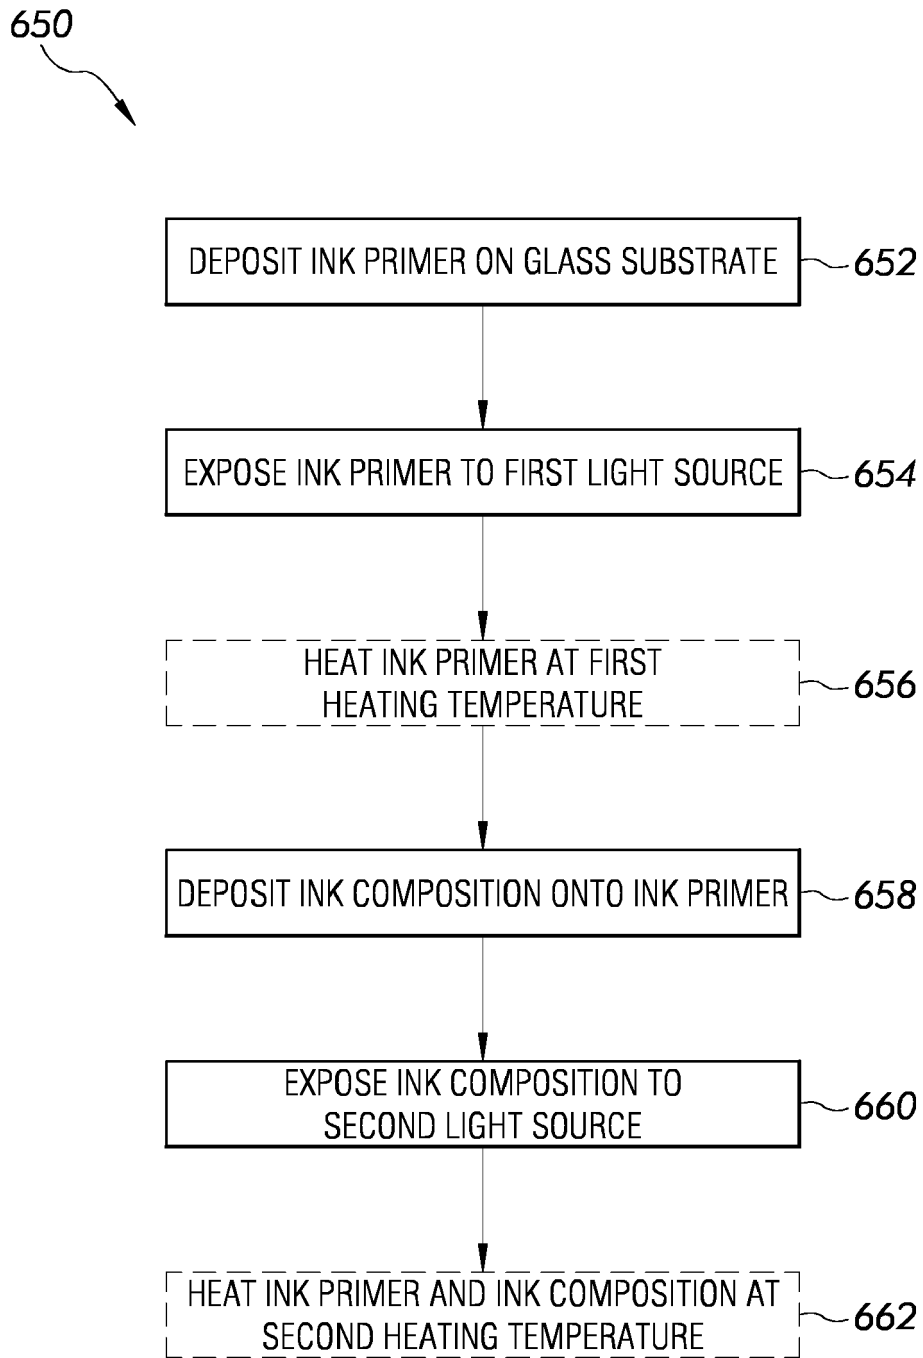 650
DEPOSIT INK PRIMER ON GLASS SUBSTRATE
652
EXPOSE INK PRIMER TO FIRST LIGHT SOURCE
654
HEAT INK PRIMER AT FIRST
HEATING TEMPERATURE
656
DEPOSIT INK COMPOSITION ONTO INK PRIMER
658
EXPOSE INK COMPOSITION TO
SECOND LIGHT SOURCE
660
HEAT INK PRIMER AND INK COMPOSITION AT
SECOND HEATING TEMPERATURE
662